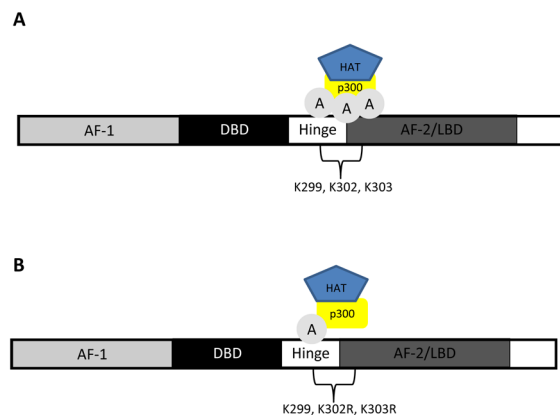 A
HAT
p300
A A A
AF-1 DBD Hinge AF-2/LBD
K299, K302, K303
B
HAT
p300
A
AF-1 DBD Hinge AF-2/LBD
K299, K302R, K303R